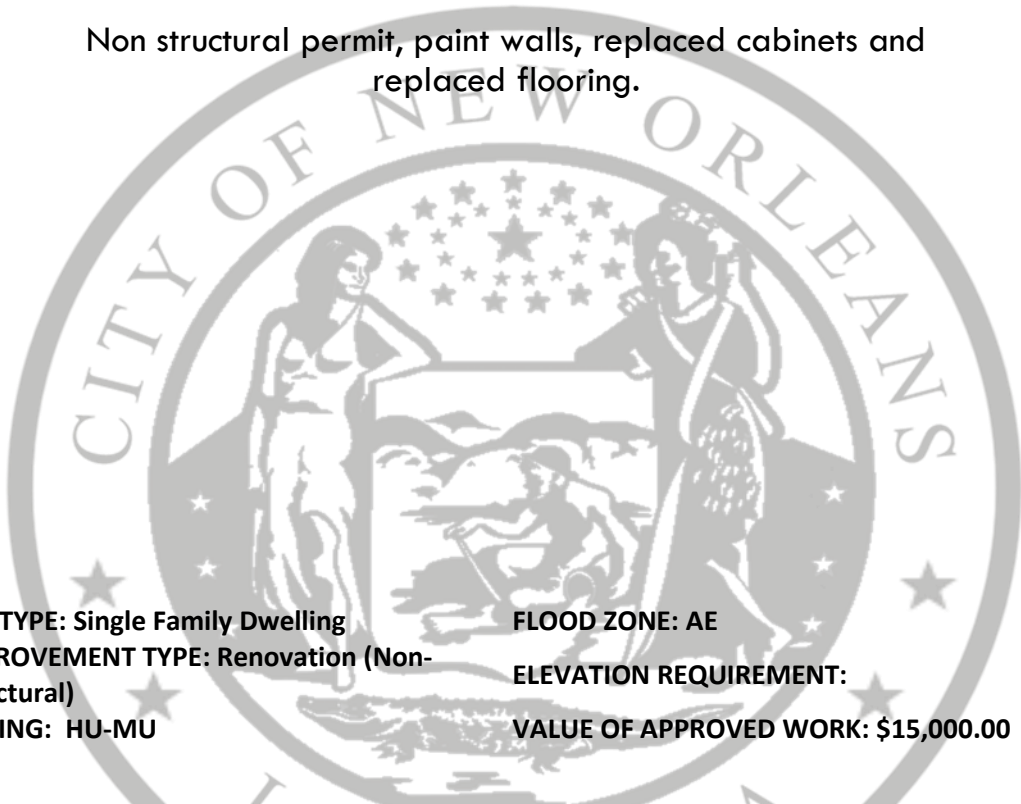 Non structural permit, paint walls, replaced cabinets and
replaced flooring.
CITY OF NEW ORLEANS
TYPE: Single Family Dwelling
ROVEMENT TYPE: Renovation (Non-
ctural)
ING: HU-MU
FLOOD ZONE: AE
ELEVATION REQUIREMENT:
VALUE OF APPROVED WORK: $15,000.00